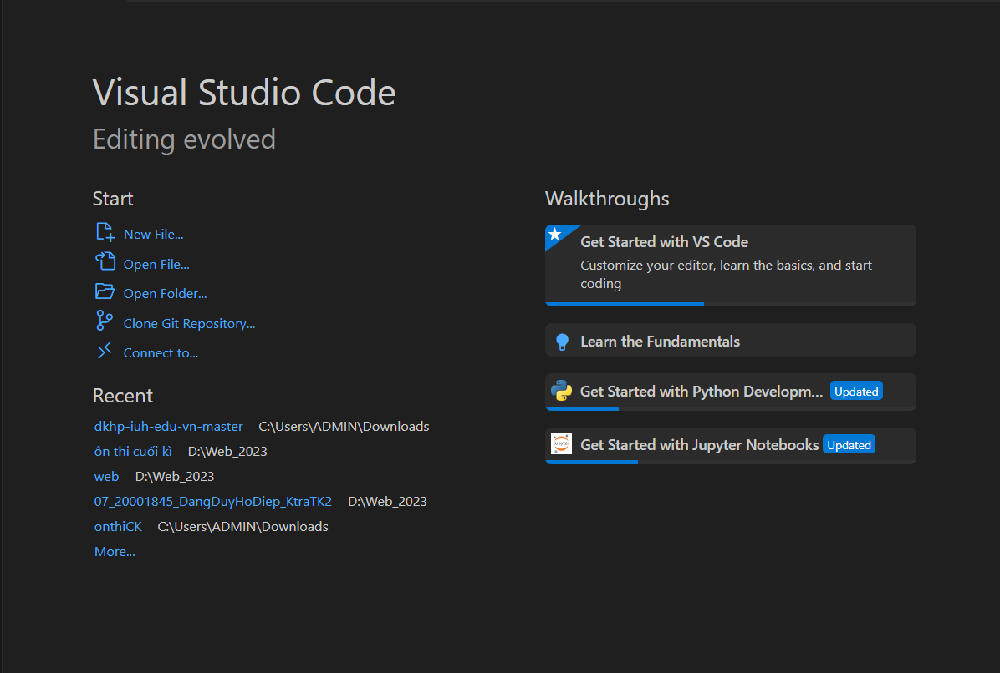 Visual Studio Code
Editing evolved
Start
New File...
Open File...
Open Folder...
Clone Git Repository...
Connect to...
Recent
dkhp-iuh-edu-vn-master C:\Users\ADMIN\Downloads
ôn thi cuối kì D:\Web_2023
web D:\Web_2023
07_20001845_DangDuyHoDiep_KtraTK2 D:\Web_2023
onthiCK C:\Users\ADMIN\Downloads
More...
Walkthroughs
Get Started with VS Code
Customize your editor, learn the basics, and start
coding
Learn the Fundamentals
Get Started with Python Developm... Updated
jupyter
Get Started with Jupyter Notebooks Updated